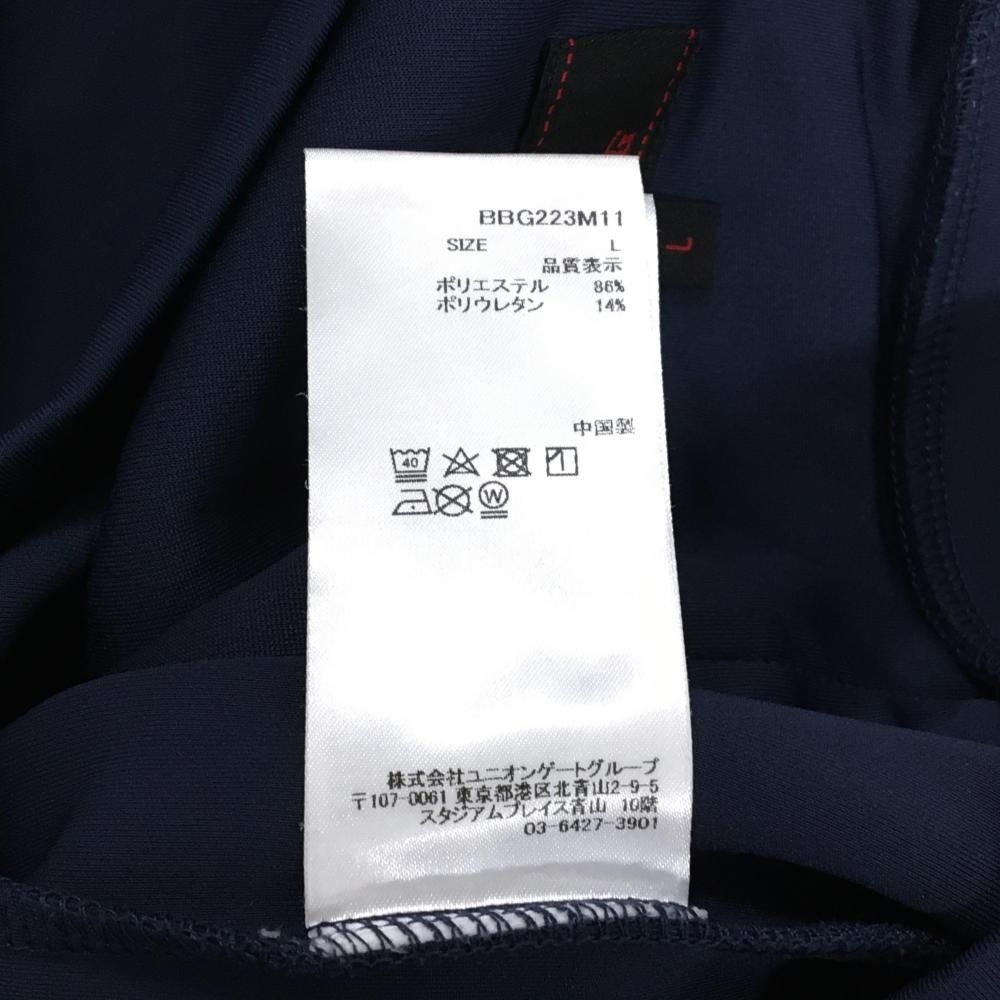 BBG223M11
SIZE L
品質表示
ポリエステル 86%
ポリウレタン 14%
中国製
40
W
株式会社ユニオンゲートグループ
〒107-0061 東京都港区北青山2-9-5
スタジアムプレイス青山 10階
03-6427-3901
G
L